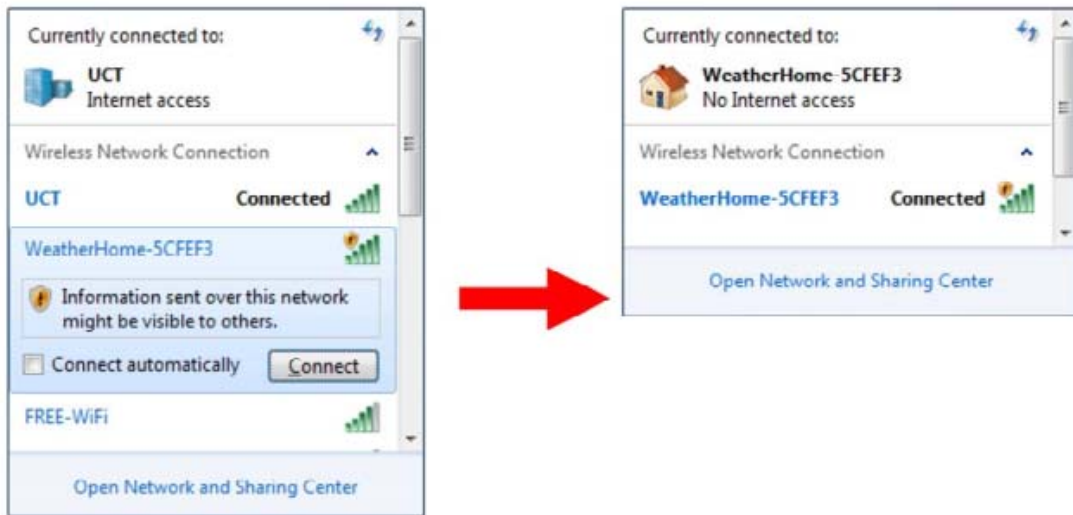 Currently connected to:
UCT
Internet access
Wireless Network Connection
UCT Connected
WeatherHome-5CFEF3
Information sent over this network
might be visible to others.
Connect automatically Connect
FREE-WiFi
Open Network and Sharing Center
Currently connected to:
WeatherHome-5CFEF3
No Internet access
Wireless Network Connection
WeatherHome-5CFEF3 Connected
Open Network and Sharing Center